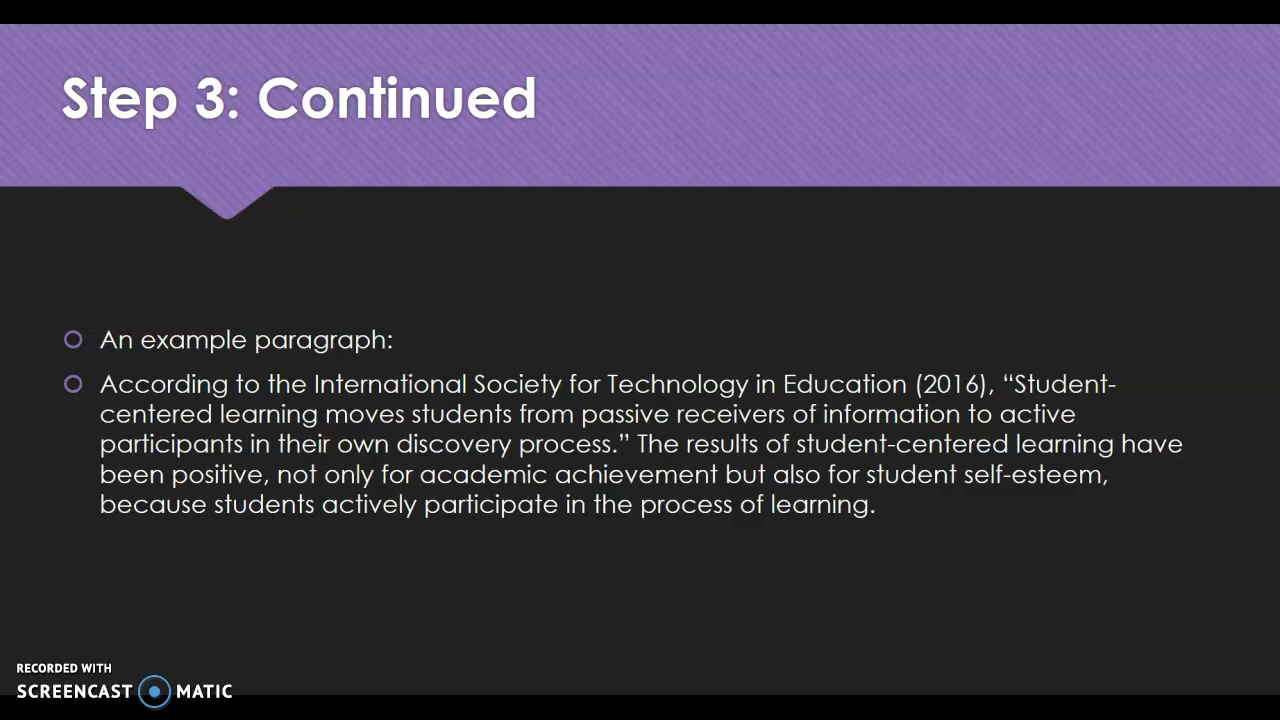 Step 3: Continued
An example paragraph:
According to the International Society for Technology in Education (2016), “Student-
centered learning moves students from passive receivers of information to active
participants in their own discovery process.” The results of student-centered learning have
been positive, not only for academic achievement but also for student self-esteem,
because students actively participate in the process of learning.
RECORDED WITH
SCREENCAST MATIC